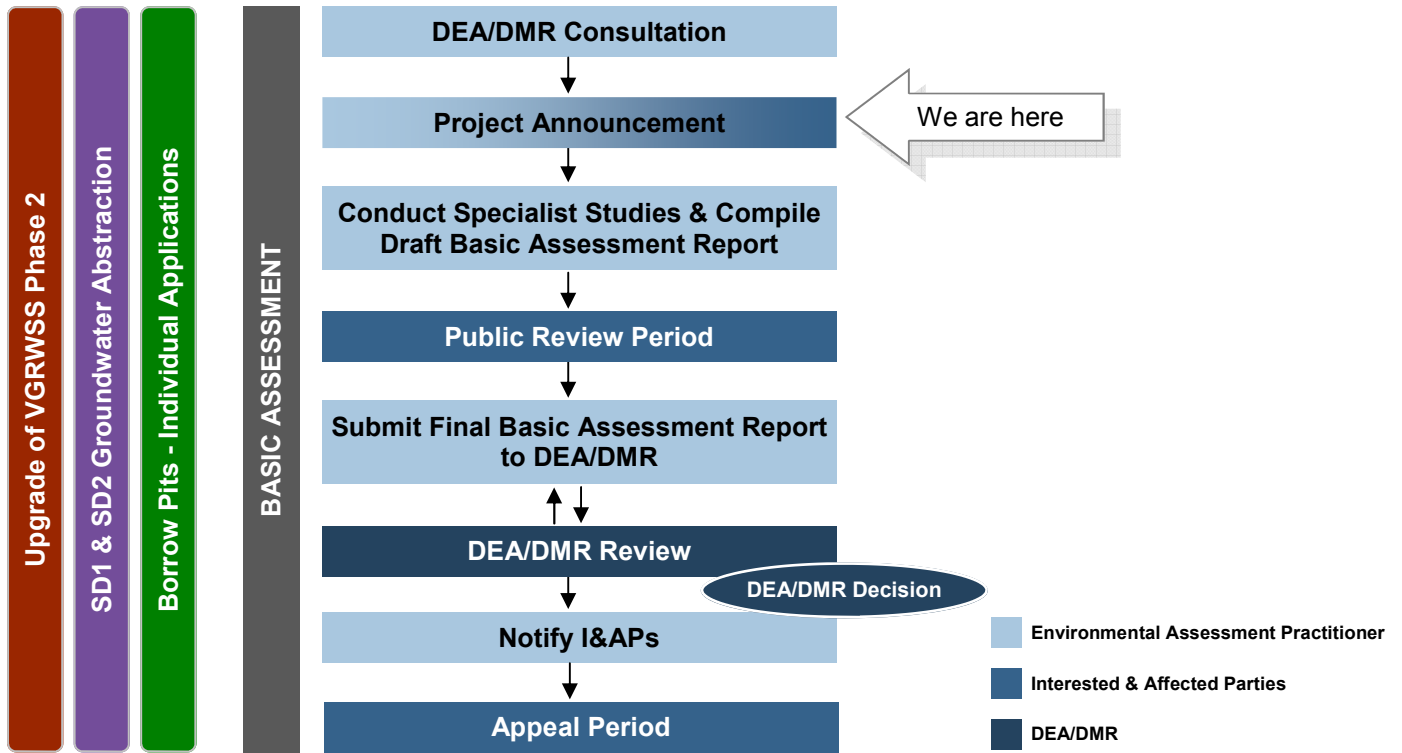 Upgrade of VGRWSS Phase 2
SD1 & SD2 Groundwater Abstraction
Borrow Pits - Individual Applications
BASIC ASSESSMENT
DEA/DMR Consultation
Project Announcement
We are here
Conduct Specialist Studies & Compile
Draft Basic Assessment Report
Public Review Period
Submit Final Basic Assessment Report
to DEA/DMR
DEA/DMR Review
DEA/DMR Decision
Notify I&APs
Appeal Period
Environmental Assessment Practitioner
Interested & Affected Parties
DEA/DMR